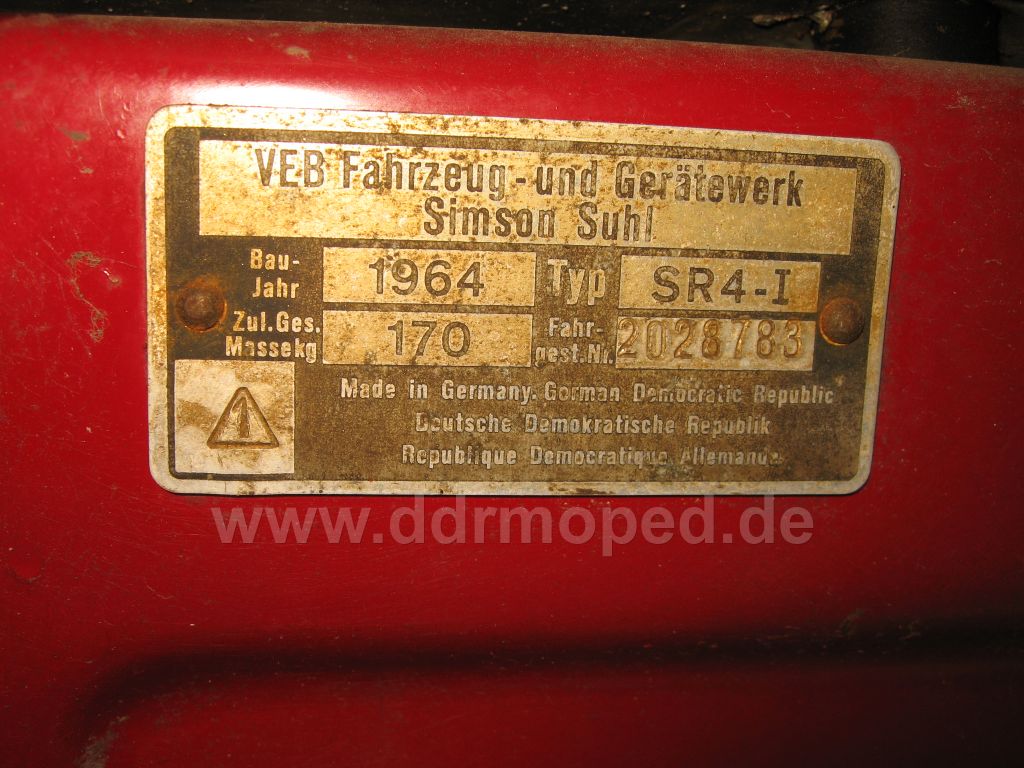 VEB Fahrzeug-und Gerätewerk
Simson Suhl
Bau-Jahr 1964 Typ SR4-I
Zul.Ges. Massekg 170 Fahr-gest.Nr. 2028783
1
Made in Germany. German Democratic Republic
Deutsche Demokratische Republik
Republique Democratique Allemande
www.ddrmoped.de